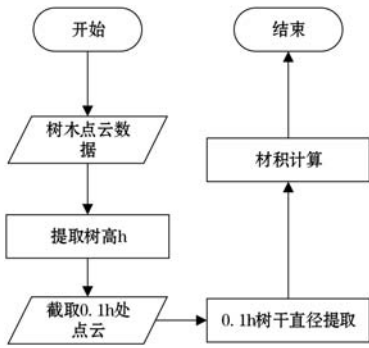 开始
树木点云数
据
提取树高h
截取0.1h处
点云
0.1h树干直径提取
材积计算
结束